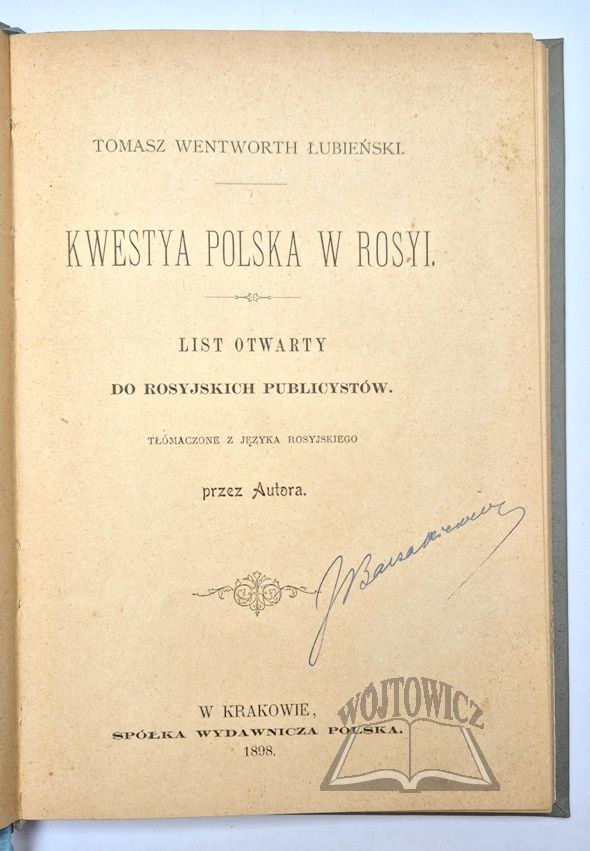 TOMASZ WENTWORTH ŁUBIEŃSKI.
KWESTYA POLSKA W ROSYI.
LIST OTWARTY
DO ROSYJSKICH PUBLICYSTÓW.
TŁÓMACZONE Z JĘZYKA ROSYJSKIEGO
przez Autora.
W KRAKOWIE,
SPÓŁKA WYDAWNICZA POLSKA.
1898.
WÓJTOWICZ